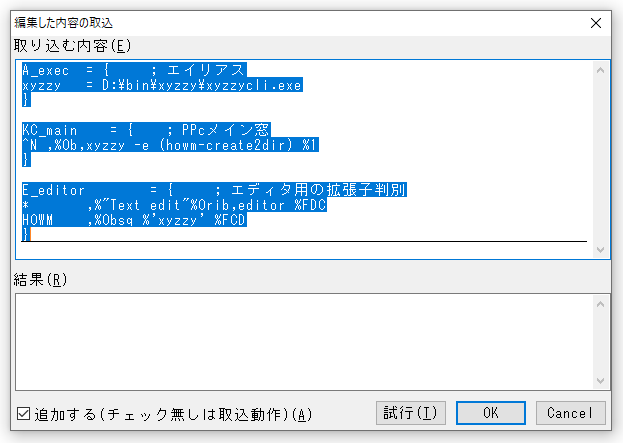 編集した内容の取込
取り込む内容(E)
A_exec = { ; エイリアス
xyzzy = D:¥bin¥xyzzy¥xyzzycli.exe
}
KC_main = { ; PPcメイン窓
^N ,%Ob,xyzzy -e (howm-create2dir) %1
}
E_editor = { ; エディタ用の拡張子判別
* ,%"Text edit"%Orib,editor %FDC
HOWM ,%Obsq %'xyzzy' %FCD
}
結果(R)
追加する(チェック無しは取込動作)(A)
試行(T)
OK
Cancel